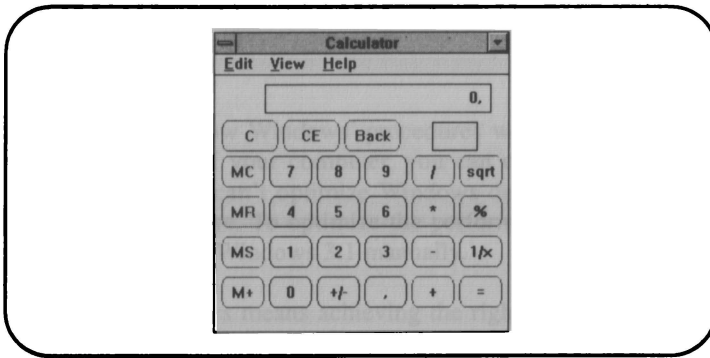 Calculator
Edit View Help
0,
C CE Back
MC 7 8 9 / sqrt
MR 4 5 6 * %
MS 1 2 3 - 1/x
M+ 0 +/- , + =